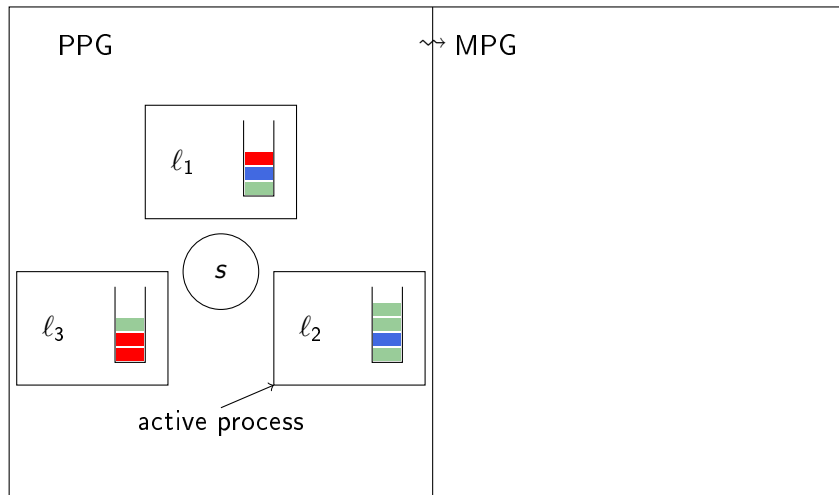 PPG
⇝ MPG
ℓ1
s
ℓ3
ℓ2
active process